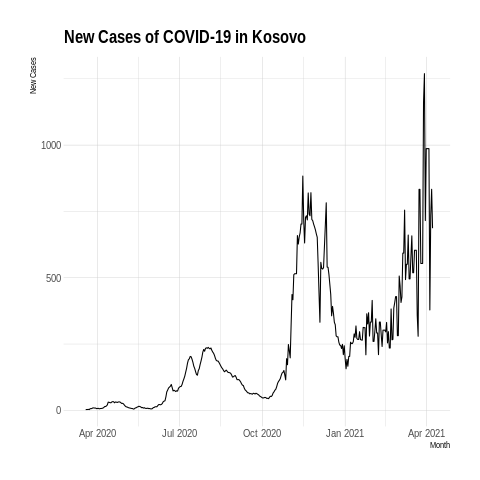 New Cases of COVID-19 in Kosovo
New Cases
1000
500
0
Apr 2020 Jul 2020 Oct 2020 Jan 2021 Apr 2021
Month